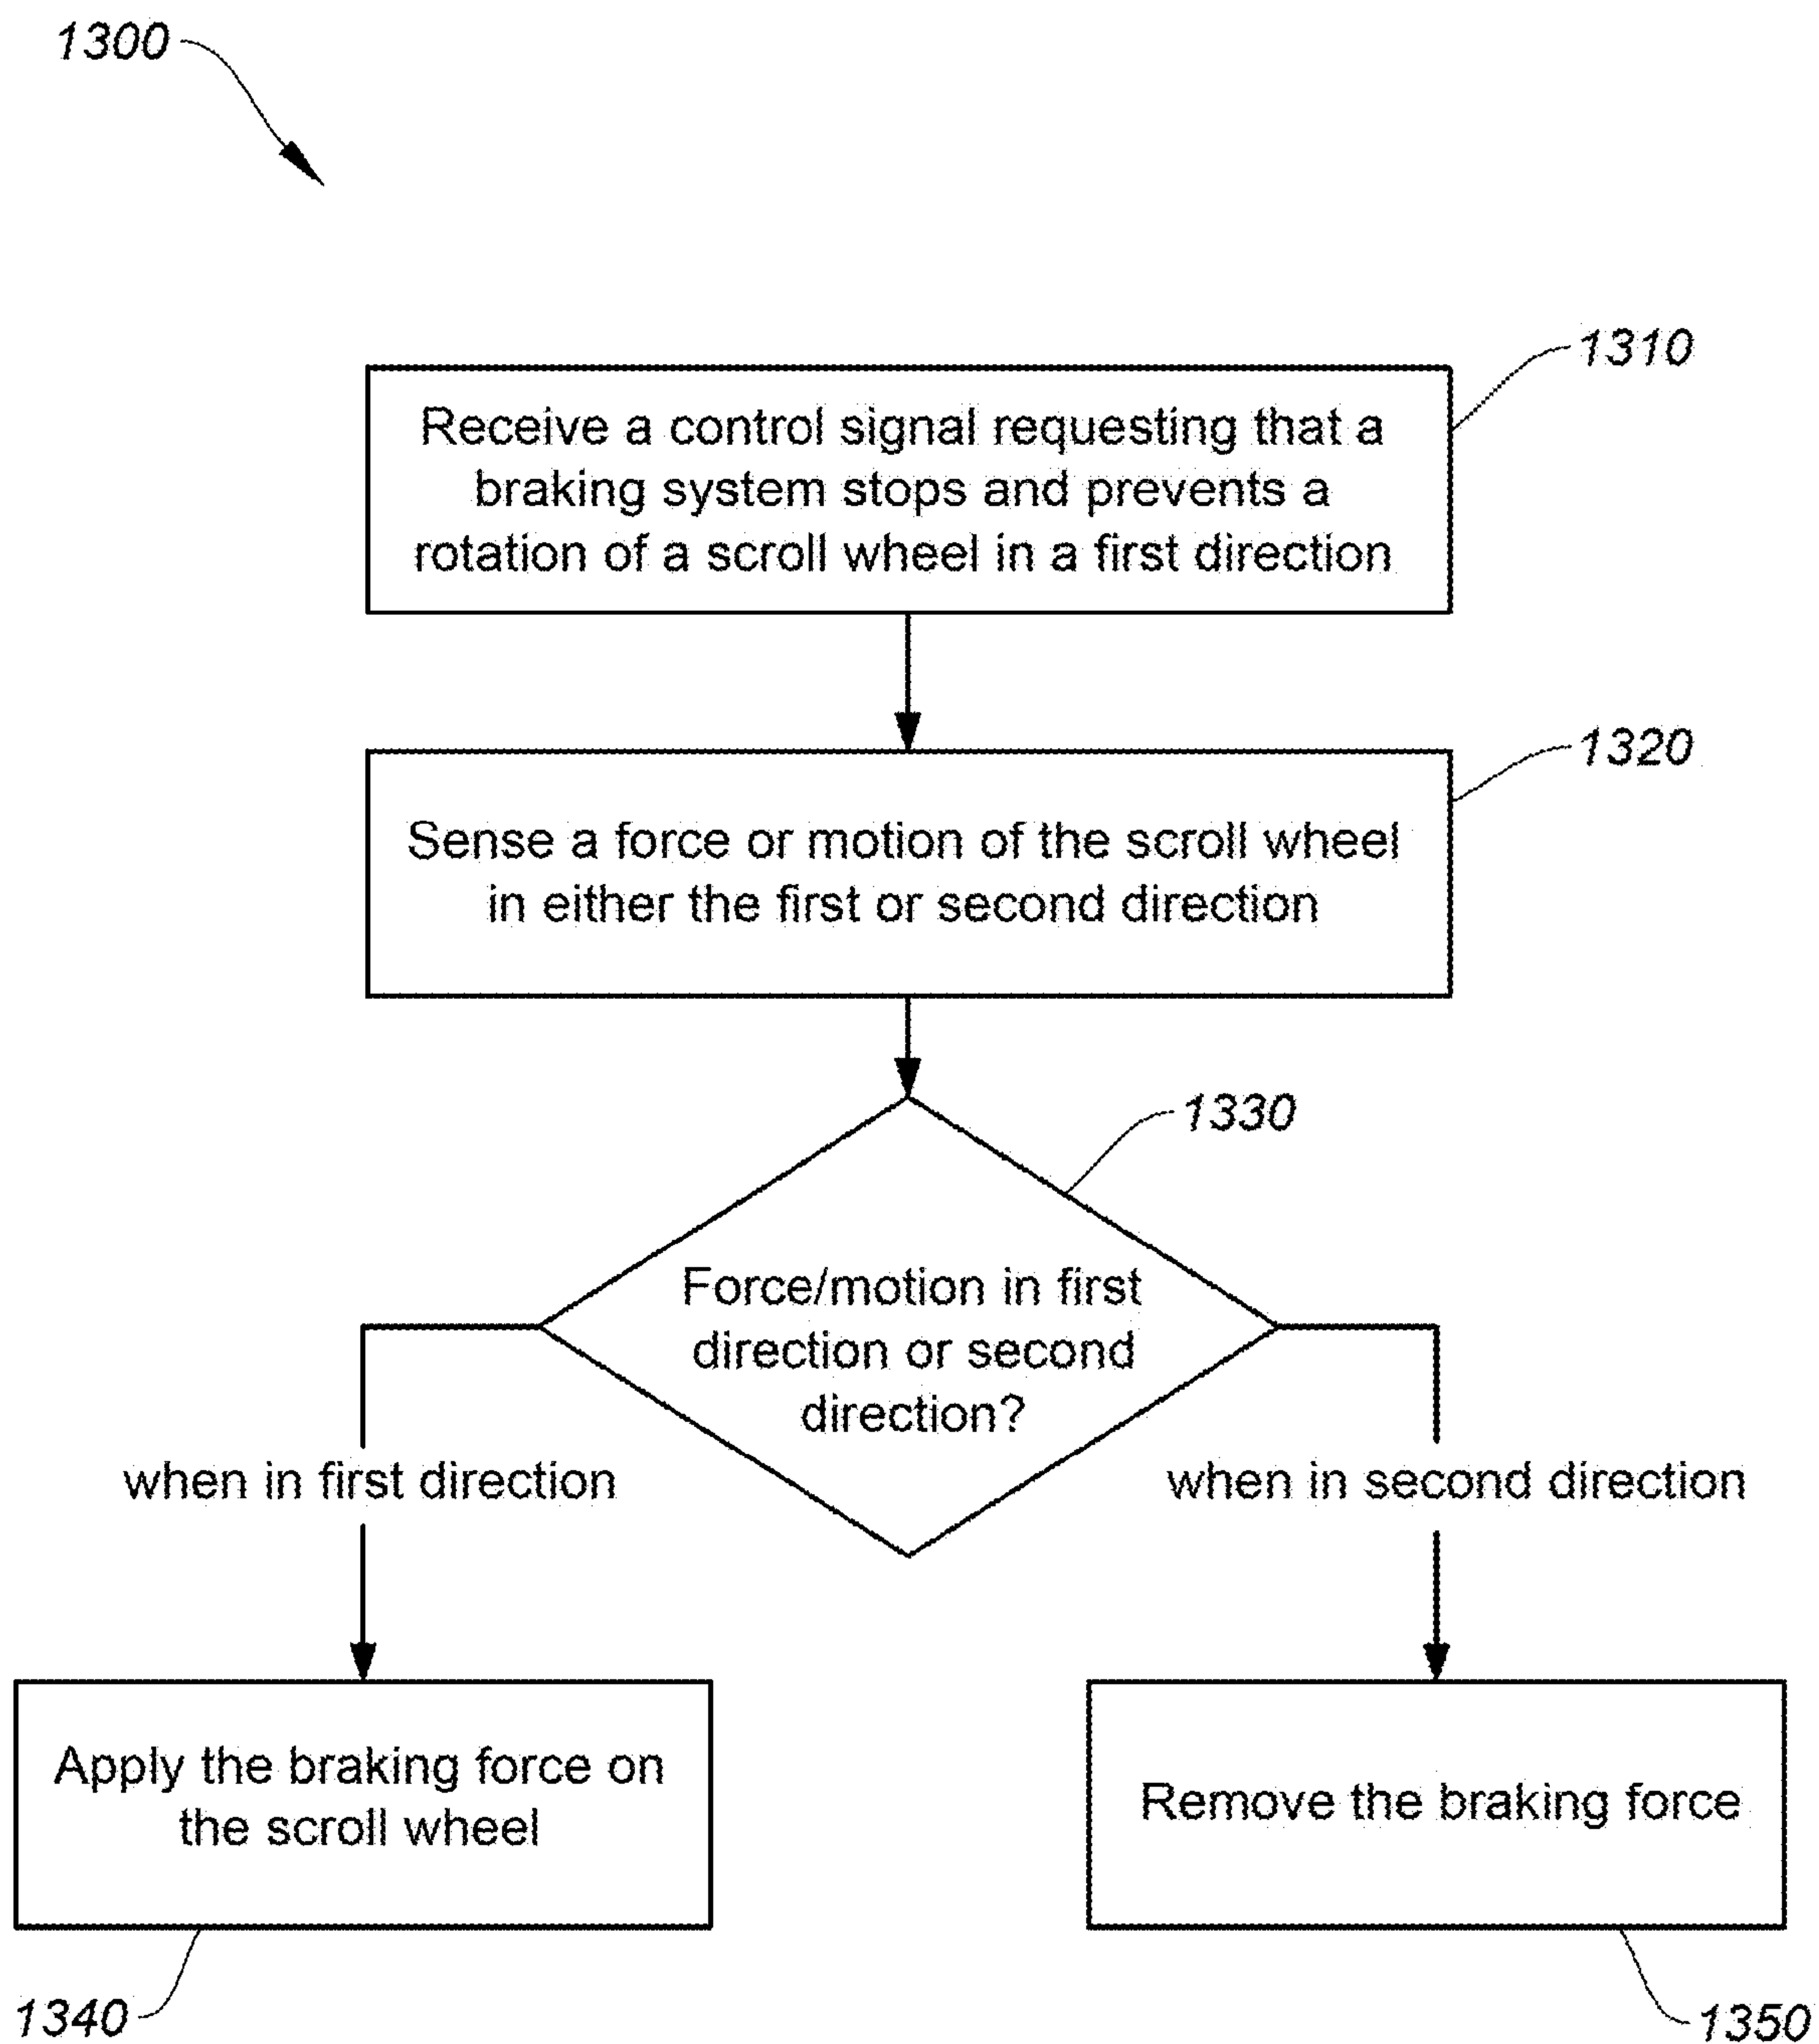 1300
1310
Receive a control signal requesting that a
braking system stops and prevents a
rotation of a scroll wheel in a first direction
1320
Sense a force or motion of the scroll wheel
in either the first or second direction
1330
Force/motion in first
direction or second
direction?
when in first direction
when in second direction
Apply the braking force on
the scroll wheel
Remove the braking force
1340
1350